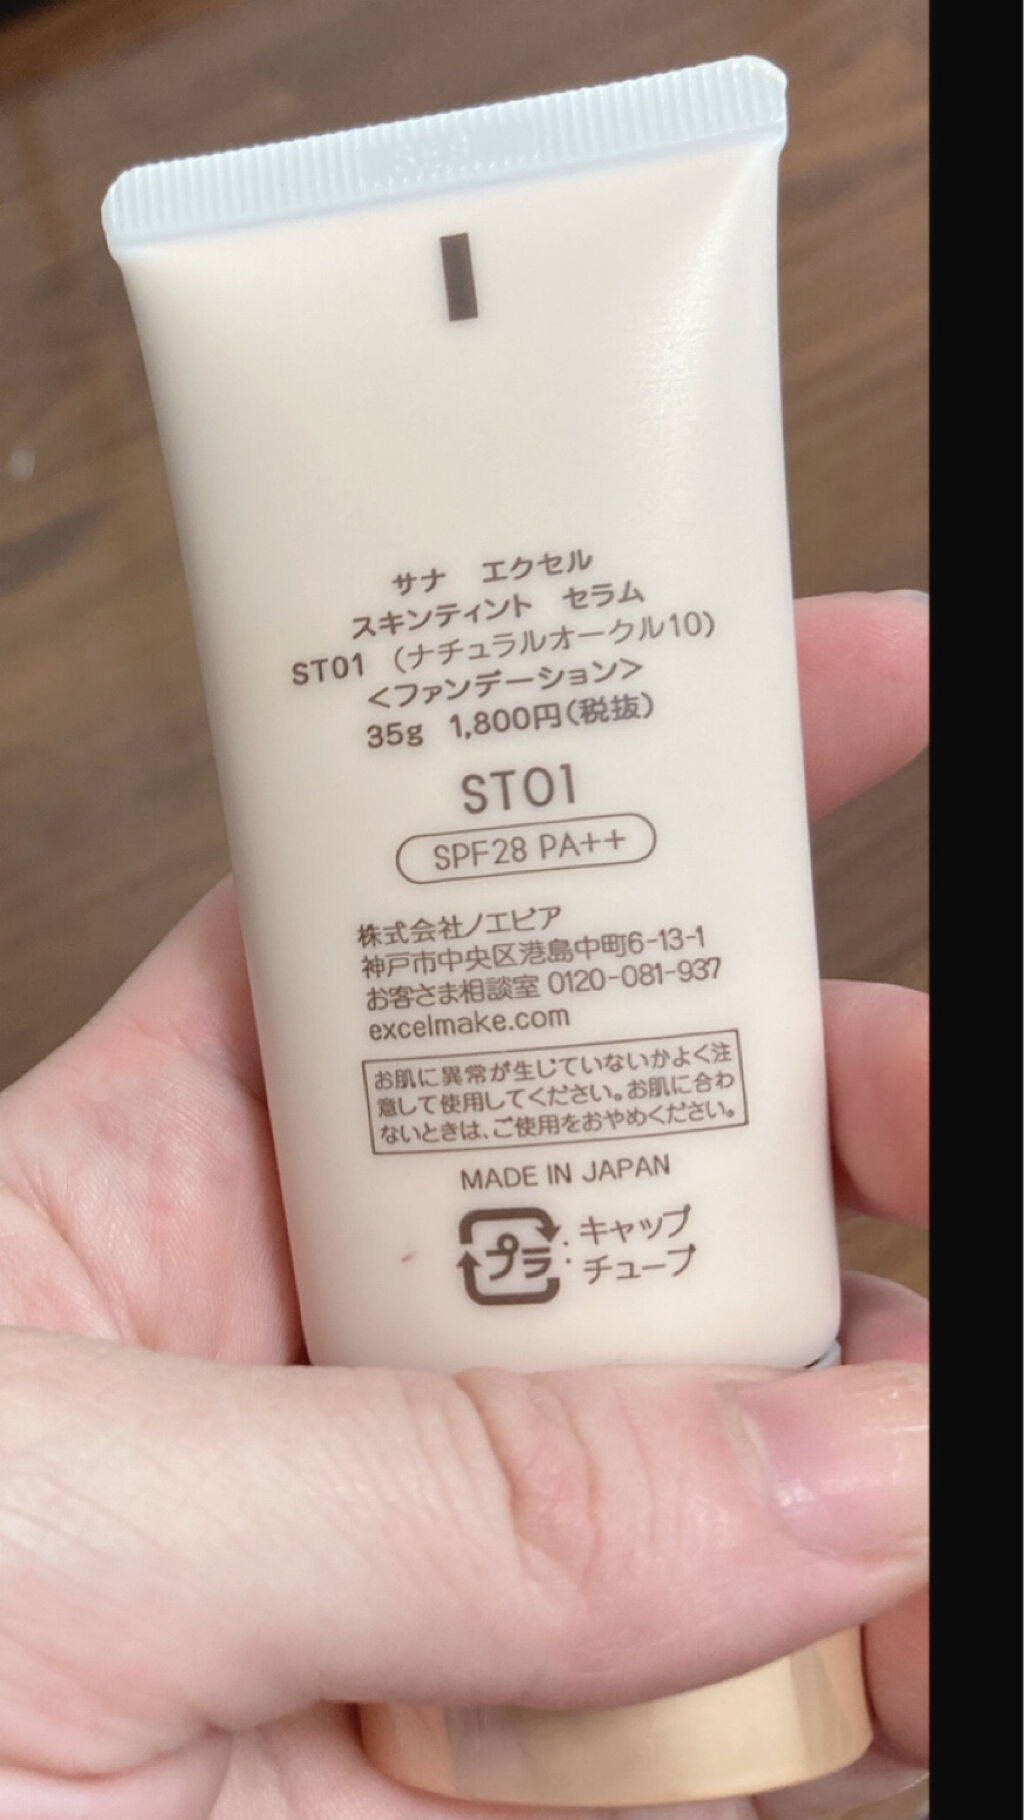 サナ エクセル
スキンティント セラム
ST01 (ナチュラルオークル10)
<ファンデーション>
35g 1,800円(税抜)
ST01
SPF28 PA++
株式会社ノエビア
神戸市中央区港島中町6-13-1
お客さま相談室 0120-081-937
excelmake.com
お肌に異常が生じていないかよく注
意して使用してください。お肌に合わ
ないときは、ご使用をおやめください。
MADE IN JAPAN
プラ : キャップ
チューブ